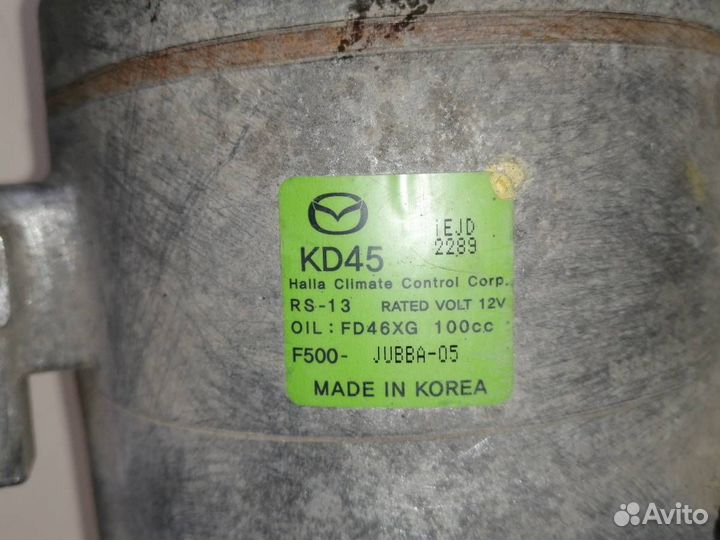 iEJD
2289
KD45
Halla Climate Control Corp.
RS-13 RATED VOLT 12V
OIL : FD46XG 100cc
F500- JUBBA-05
MADE IN KOREA
Avito